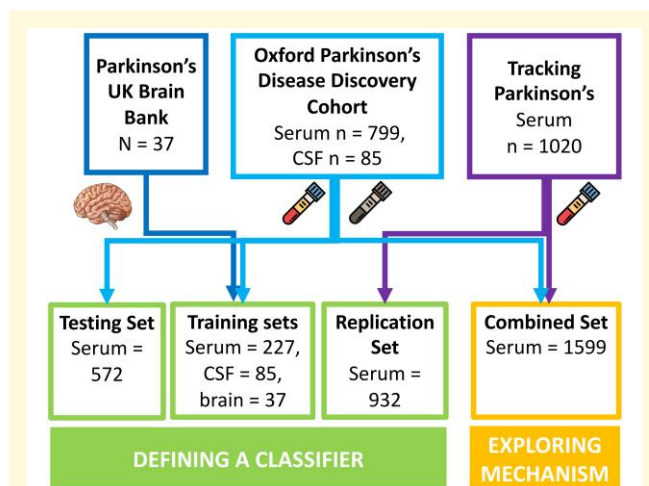 Parkinson's
UK Brain
Bank
N = 37
Oxford Parkinson's
Disease Discovery
Cohort
Serum n = 799,
CSF n = 85
Tracking
Parkinson's
Serum
n = 1020
Testing Set
Serum =
572
Training sets
Serum = 227,
CSF = 85,
brain = 37
Replication
Set
Serum =
932
Combined Set
Serum = 1599
DEFINING A CLASSIFIER
EXPLORING
MECHANISM